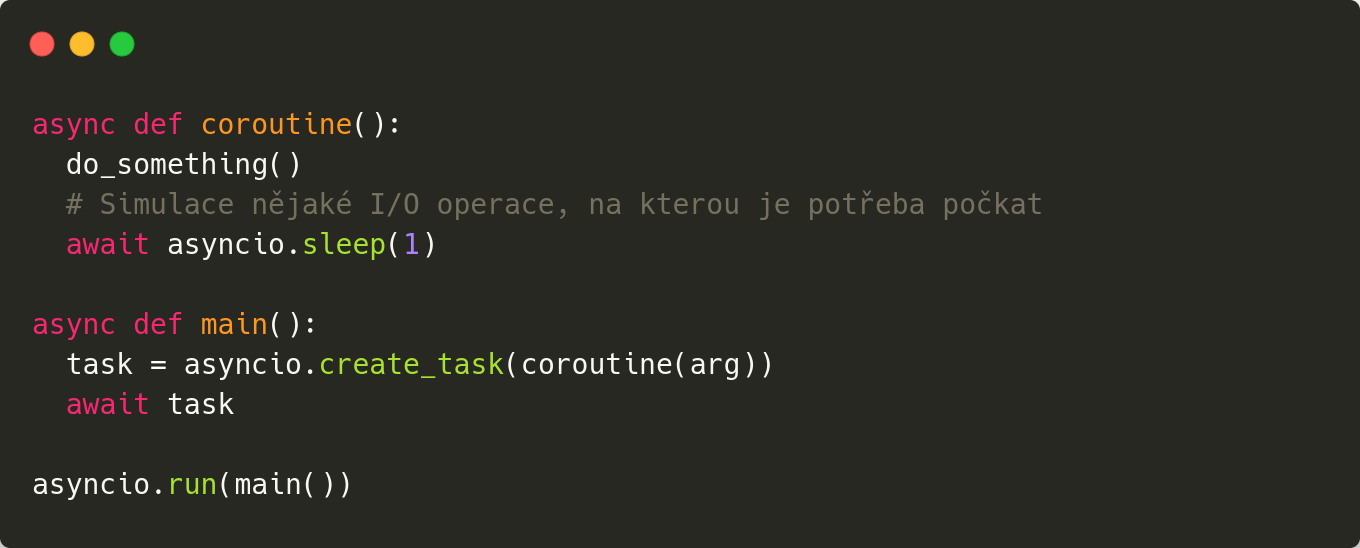 async def coroutine():
  do_something()
  # Simulace nějaké I/O operace, na kterou je potřeba počkat
  await asyncio.sleep(1)

async def main():
  task = asyncio.create_task(coroutine(arg))
  await task

asyncio.run(main())